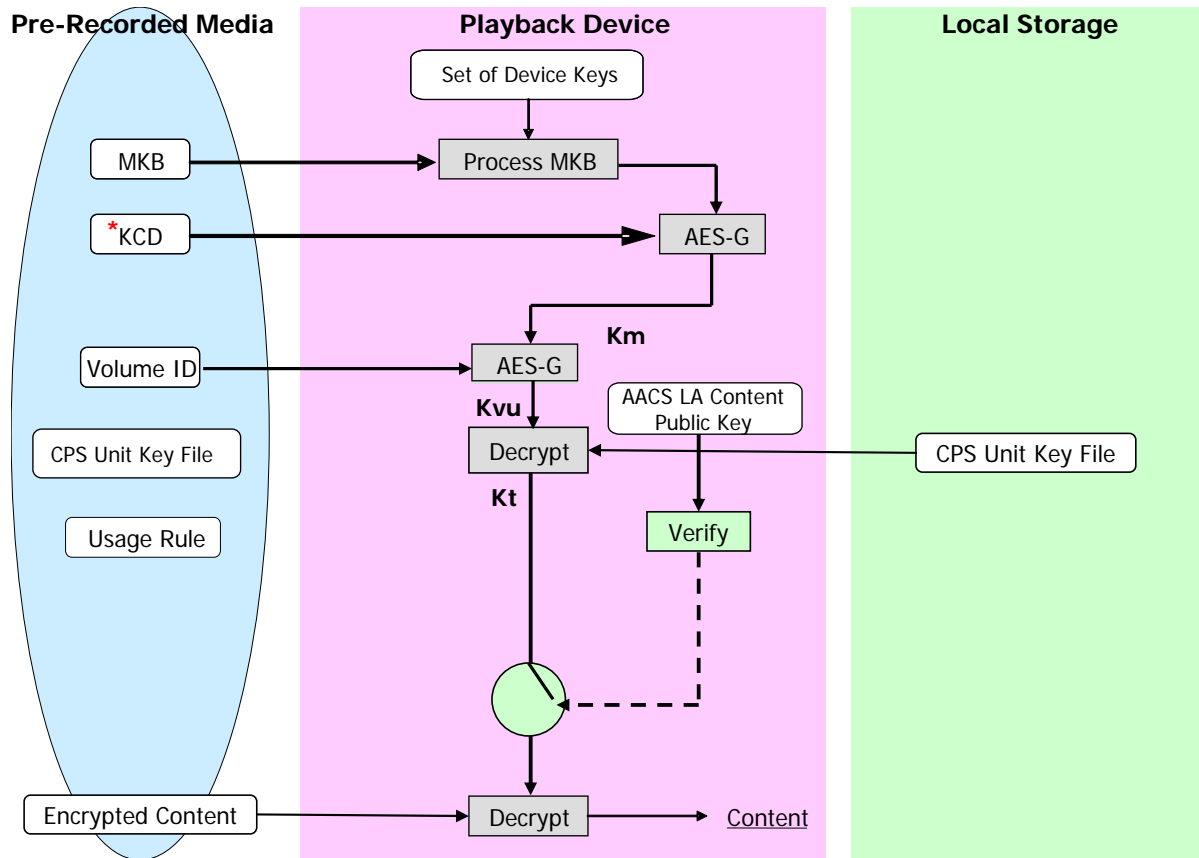 Pre-Recorded Media
Playback Device
Local Storage
Set of Device Keys
MKB
Process MKB
*KCD
AES-G
Km
Volume ID
AES-G
Kvu
AACS LA Content
Public Key
CPS Unit Key File
Decrypt
CPS Unit Key File
Kt
Usage Rule
Verify
Encrypted Content
Decrypt
Content